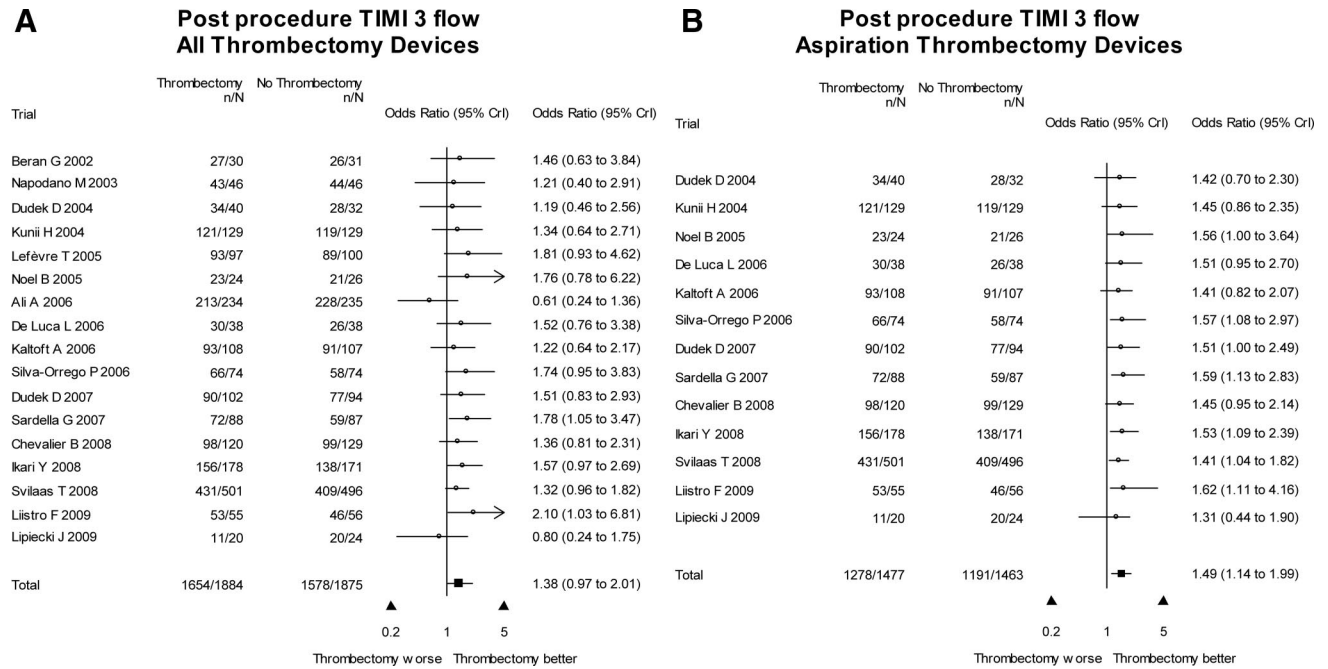 A
Post procedure TIMI 3 flow
All Thrombectomy Devices
Thrombectomy No Thrombectomy
n/N n/N
Trial Odds Ratio (95% CrI) Odds Ratio (95% CrI)
Beran G 2002 27/30 26/31 1.46 (0.63 to 3.84)
Napodano M 2003 43/46 44/46 1.21 (0.40 to 2.91)
Dudek D 2004 34/40 28/32 1.19 (0.46 to 2.56)
Kunii H 2004 121/129 119/129 1.34 (0.64 to 2.71)
Lefèvre T 2005 93/97 89/100 1.81 (0.93 to 4.62)
Noel B 2005 23/24 21/26 1.76 (0.78 to 6.22)
Ali A 2006 213/234 228/235 0.61 (0.24 to 1.36)
De Luca L 2006 30/38 26/38 1.52 (0.76 to 3.38)
Kaltoft A 2006 93/108 91/107 1.22 (0.64 to 2.17)
Silva-Orrego P 2006 66/74 58/74 1.74 (0.95 to 3.83)
Dudek D 2007 90/102 77/94 1.51 (0.83 to 2.93)
Sardella G 2007 72/88 59/87 1.78 (1.05 to 3.47)
Chevalier B 2008 98/120 99/129 1.36 (0.81 to 2.31)
Ikari Y 2008 156/178 138/171 1.57 (0.97 to 2.69)
Svilaas T 2008 431/501 409/496 1.32 (0.96 to 1.82)
Liistro F 2009 53/55 46/56 2.10 (1.03 to 6.81)
Lipiecki J 2009 11/20 20/24 0.80 (0.24 to 1.75)
Total 1654/1884 1578/1875 1.38 (0.97 to 2.01)
0.2 1 5
Thrombectomy worse Thrombectomy better
B
Post procedure TIMI 3 flow
Aspiration Thrombectomy Devices
Thrombectomy No Thrombectomy
n/N n/N
Trial Odds Ratio (95% CrI) Odds Ratio (95% CrI)
Dudek D 2004 34/40 28/32 1.42 (0.70 to 2.30)
Kunii H 2004 121/129 119/129 1.45 (0.86 to 2.35)
Noel B 2005 23/24 21/26 1.56 (1.00 to 3.64)
De Luca L 2006 30/38 26/38 1.51 (0.95 to 2.70)
Kaltoft A 2006 93/108 91/107 1.41 (0.82 to 2.07)
Silva-Orrego P 2006 66/74 58/74 1.57 (1.08 to 2.97)
Dudek D 2007 90/102 77/94 1.51 (1.00 to 2.49)
Sardella G 2007 72/88 59/87 1.59 (1.13 to 2.83)
Chevalier B 2008 98/120 99/129 1.45 (0.95 to 2.14)
Ikari Y 2008 156/178 138/171 1.53 (1.09 to 2.39)
Svilaas T 2008 431/501 409/496 1.41 (1.04 to 1.82)
Liistro F 2009 53/55 46/56 1.62 (1.11 to 4.16)
Lipiecki J 2009 11/20 20/24 1.31 (0.44 to 1.90)
Total 1278/1477 1191/1463 1.49 (1.14 to 1.99)
0.2 1 5
Thrombectomy worse Thrombectomy better